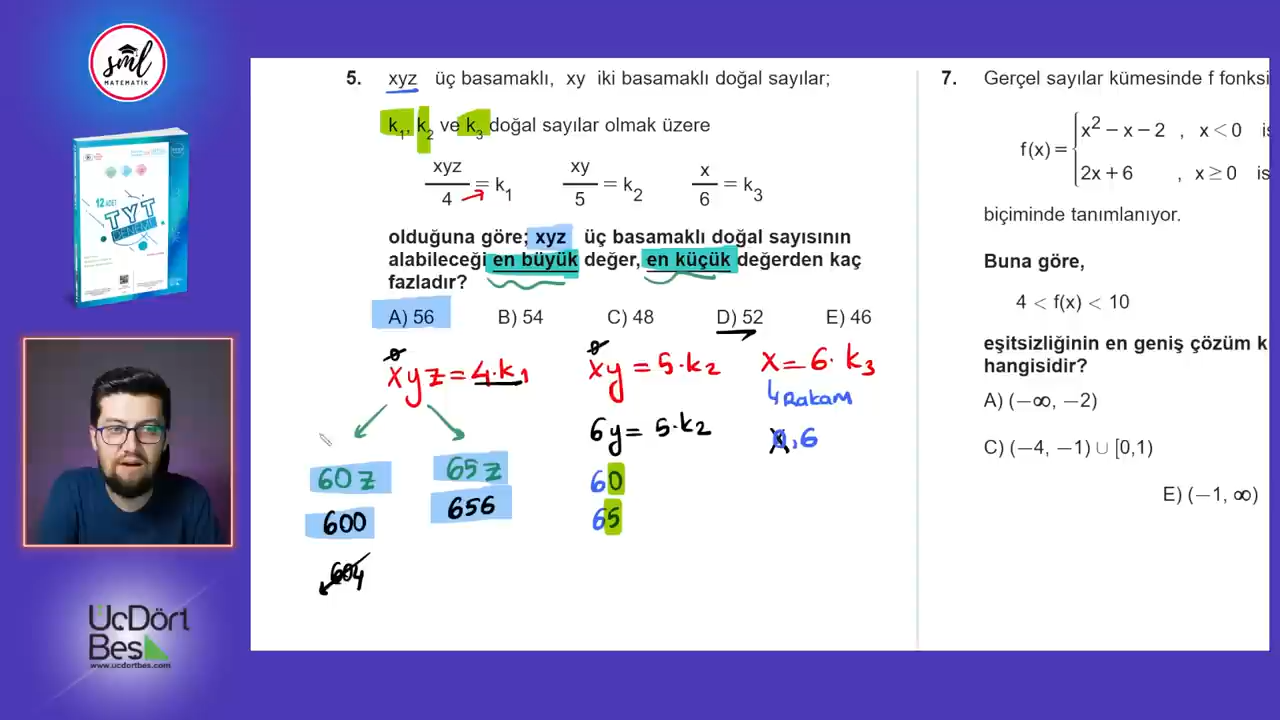 sml
MATEMATİK
12 ADET
TYT
DENEME
UcDört
Bes
www.ucdortbes.com
5. xyz üç basamaklı, xy iki basamaklı doğal sayılar;
k1, k2 ve k3 doğal sayılar olmak üzere
xyz/4 = k1 xy/5 = k2 x/6 = k3
olduğuna göre; xyz üç basamaklı doğal sayısının
alabileceği en büyük değer, en küçük değerden kaç
fazladır?
A) 56 B) 54 C) 48 D) 52 E) 46
xyz = 4·k1 xy = 5·k2 x = 6·k3
4 Rakam
6y = 5·k2 0, 6
60z 65z 60
600 656 65
604
7. Gerçel sayılar kümesinde f fonksi
f(x) = x² − x − 2 , x < 0 is
2x + 6 , x ≥ 0 is
biçiminde tanımlanıyor.
Buna göre,
4 < f(x) < 10
eşitsizliğinin en geniş çözüm k
hangisidir?
A) (−∞, −2)
C) (−4, −1) ∪ [0,1)
E) (−1, ∞)